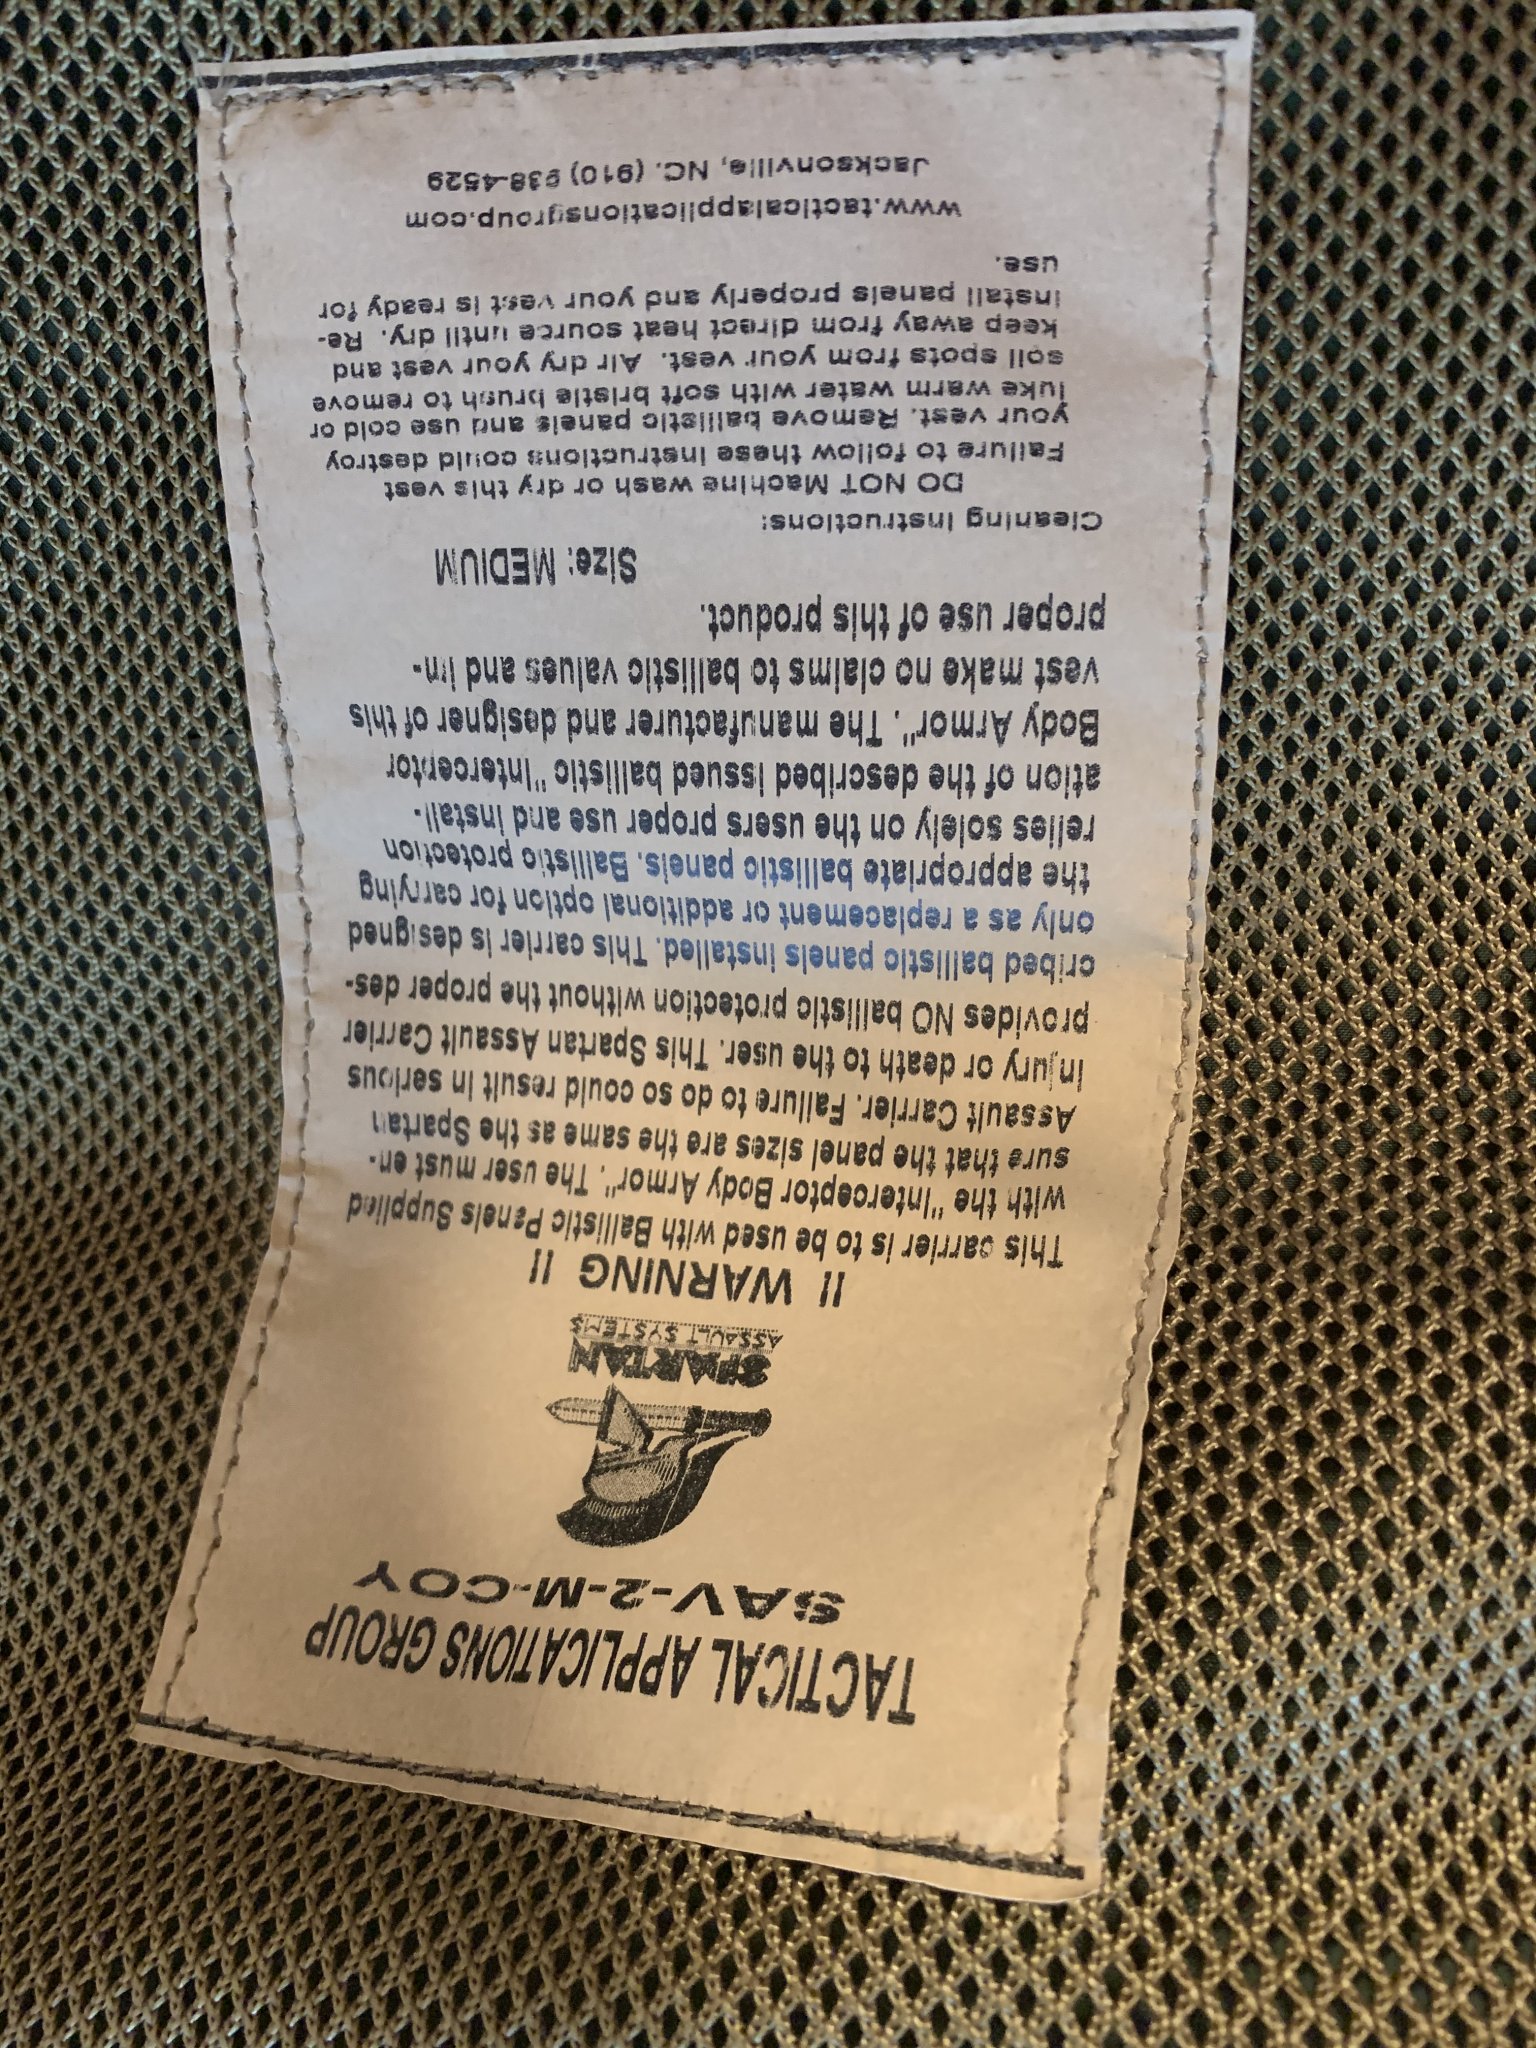 TACTICAL APPLICATIONS GROUP
SAV-2-M-COY
SPARTAN
ASSAULT SYSTEMS
!! WARNING !!
This carrier is to be used with Ballistic Panels Supplied
with the "Interceptor Body Armor". The user must en-
sure that the panel sizes are the same as the Spartan
Assault Carrier. Failure to do so could result in serious
injury or death to the user. This Spartan Assault Carrier
provides NO ballistic protection without the proper des-
cribed ballistic panels installed. This carrier is designed
only as a replacement or additional option for carrying
the appropriate ballistic panels. Ballistic protection
relies solely on the users proper use and install-
ation of the described issued ballistic "Interceptor
Body Armor". The manufacturer and designer of this
vest make no claims to ballistic values and im-
proper use of this product.
Size: MEDIUM
Cleaning Instructions:
DO NOT Machine wash or dry this vest
Failure to follow these instructions could destroy
your vest. Remove ballistic panels and use cold or
luke warm water with soft bristle brush to remove
soil spots from your vest. Air dry your vest and
keep away from direct heat source until dry. Re-
install panels properly and your vest is ready for
use.
www.tacticalapplicationsgroup.com
Jacksonville, NC. (910) 938-4529